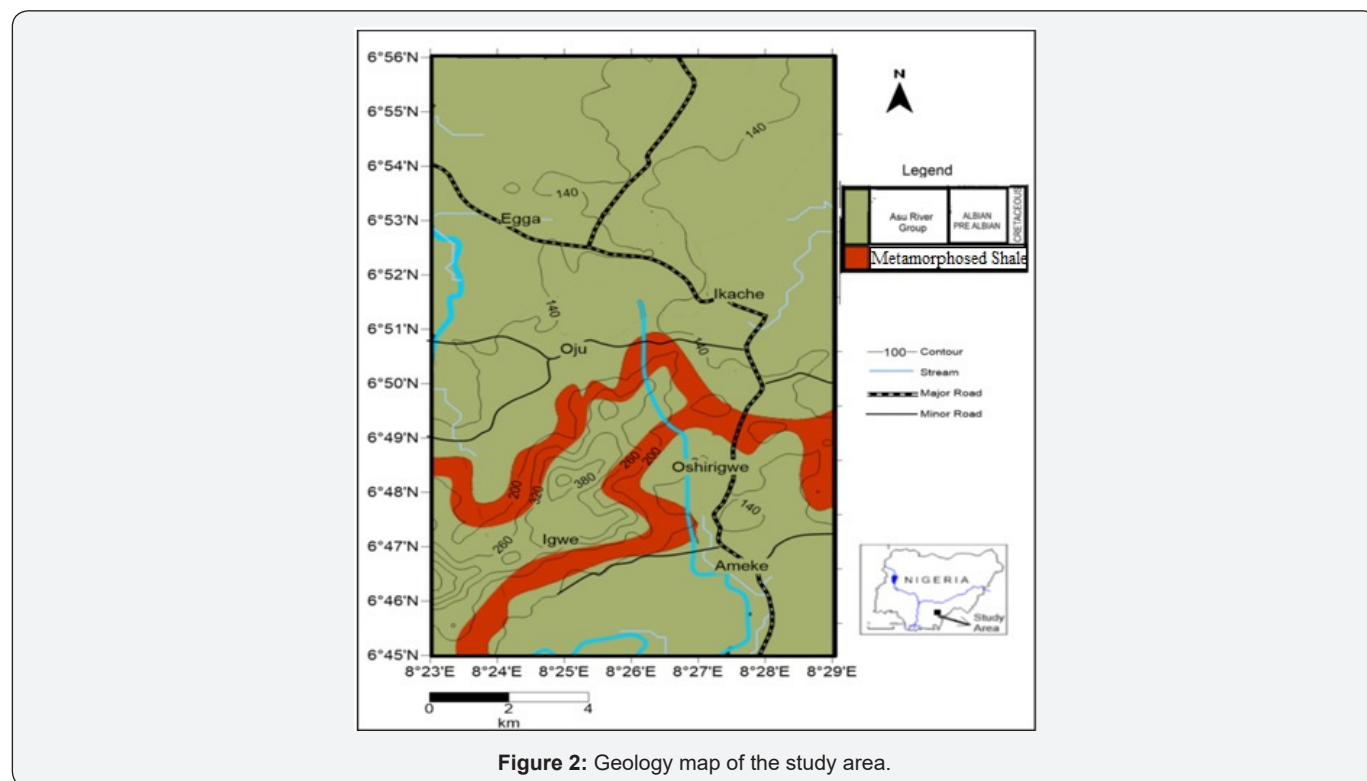 6°56'N
N
6°55'N
140
6°54'N
Legend
140
Asu River
Group
ALBIAN
PRE ALBIAN
CRETACEOUS
Metamorphosed Shale
6°53'N
Egga
6°52'N
Ikache
140
6°51'N
Oju
140
100 Contour
Stream
Major Road
Minor Road
6°50'N
6°49'N
260
200
Oshirigwe
380
200
320
6°48'N
140
260
Igwe
6°47'N
Ameke
NIGERIA
Study
Area
6°46'N
6°45'N
8°23'E 8°24'E 8°25'E 8°26'E 8°27'E 8°28'E 8°29'E
0 2 4
km
Figure 2: Geology map of the study area.